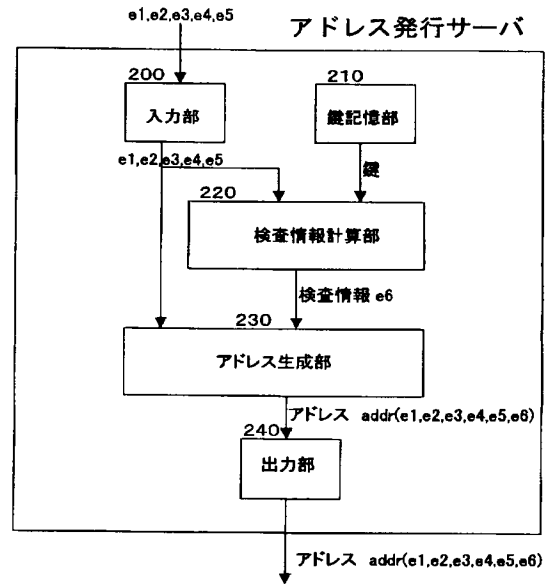 e1,e2,e3,e4,e5
アドレス発行サーバ
200
入力部
210
鍵記憶部
e1,e2,e3,e4,e5
鍵
220
検査情報計算部
検査情報 e6
230
アドレス生成部
アドレス addr(e1,e2,e3,e4,e5,e6)
240
出力部
アドレス addr(e1,e2,e3,e4,e5,e6)